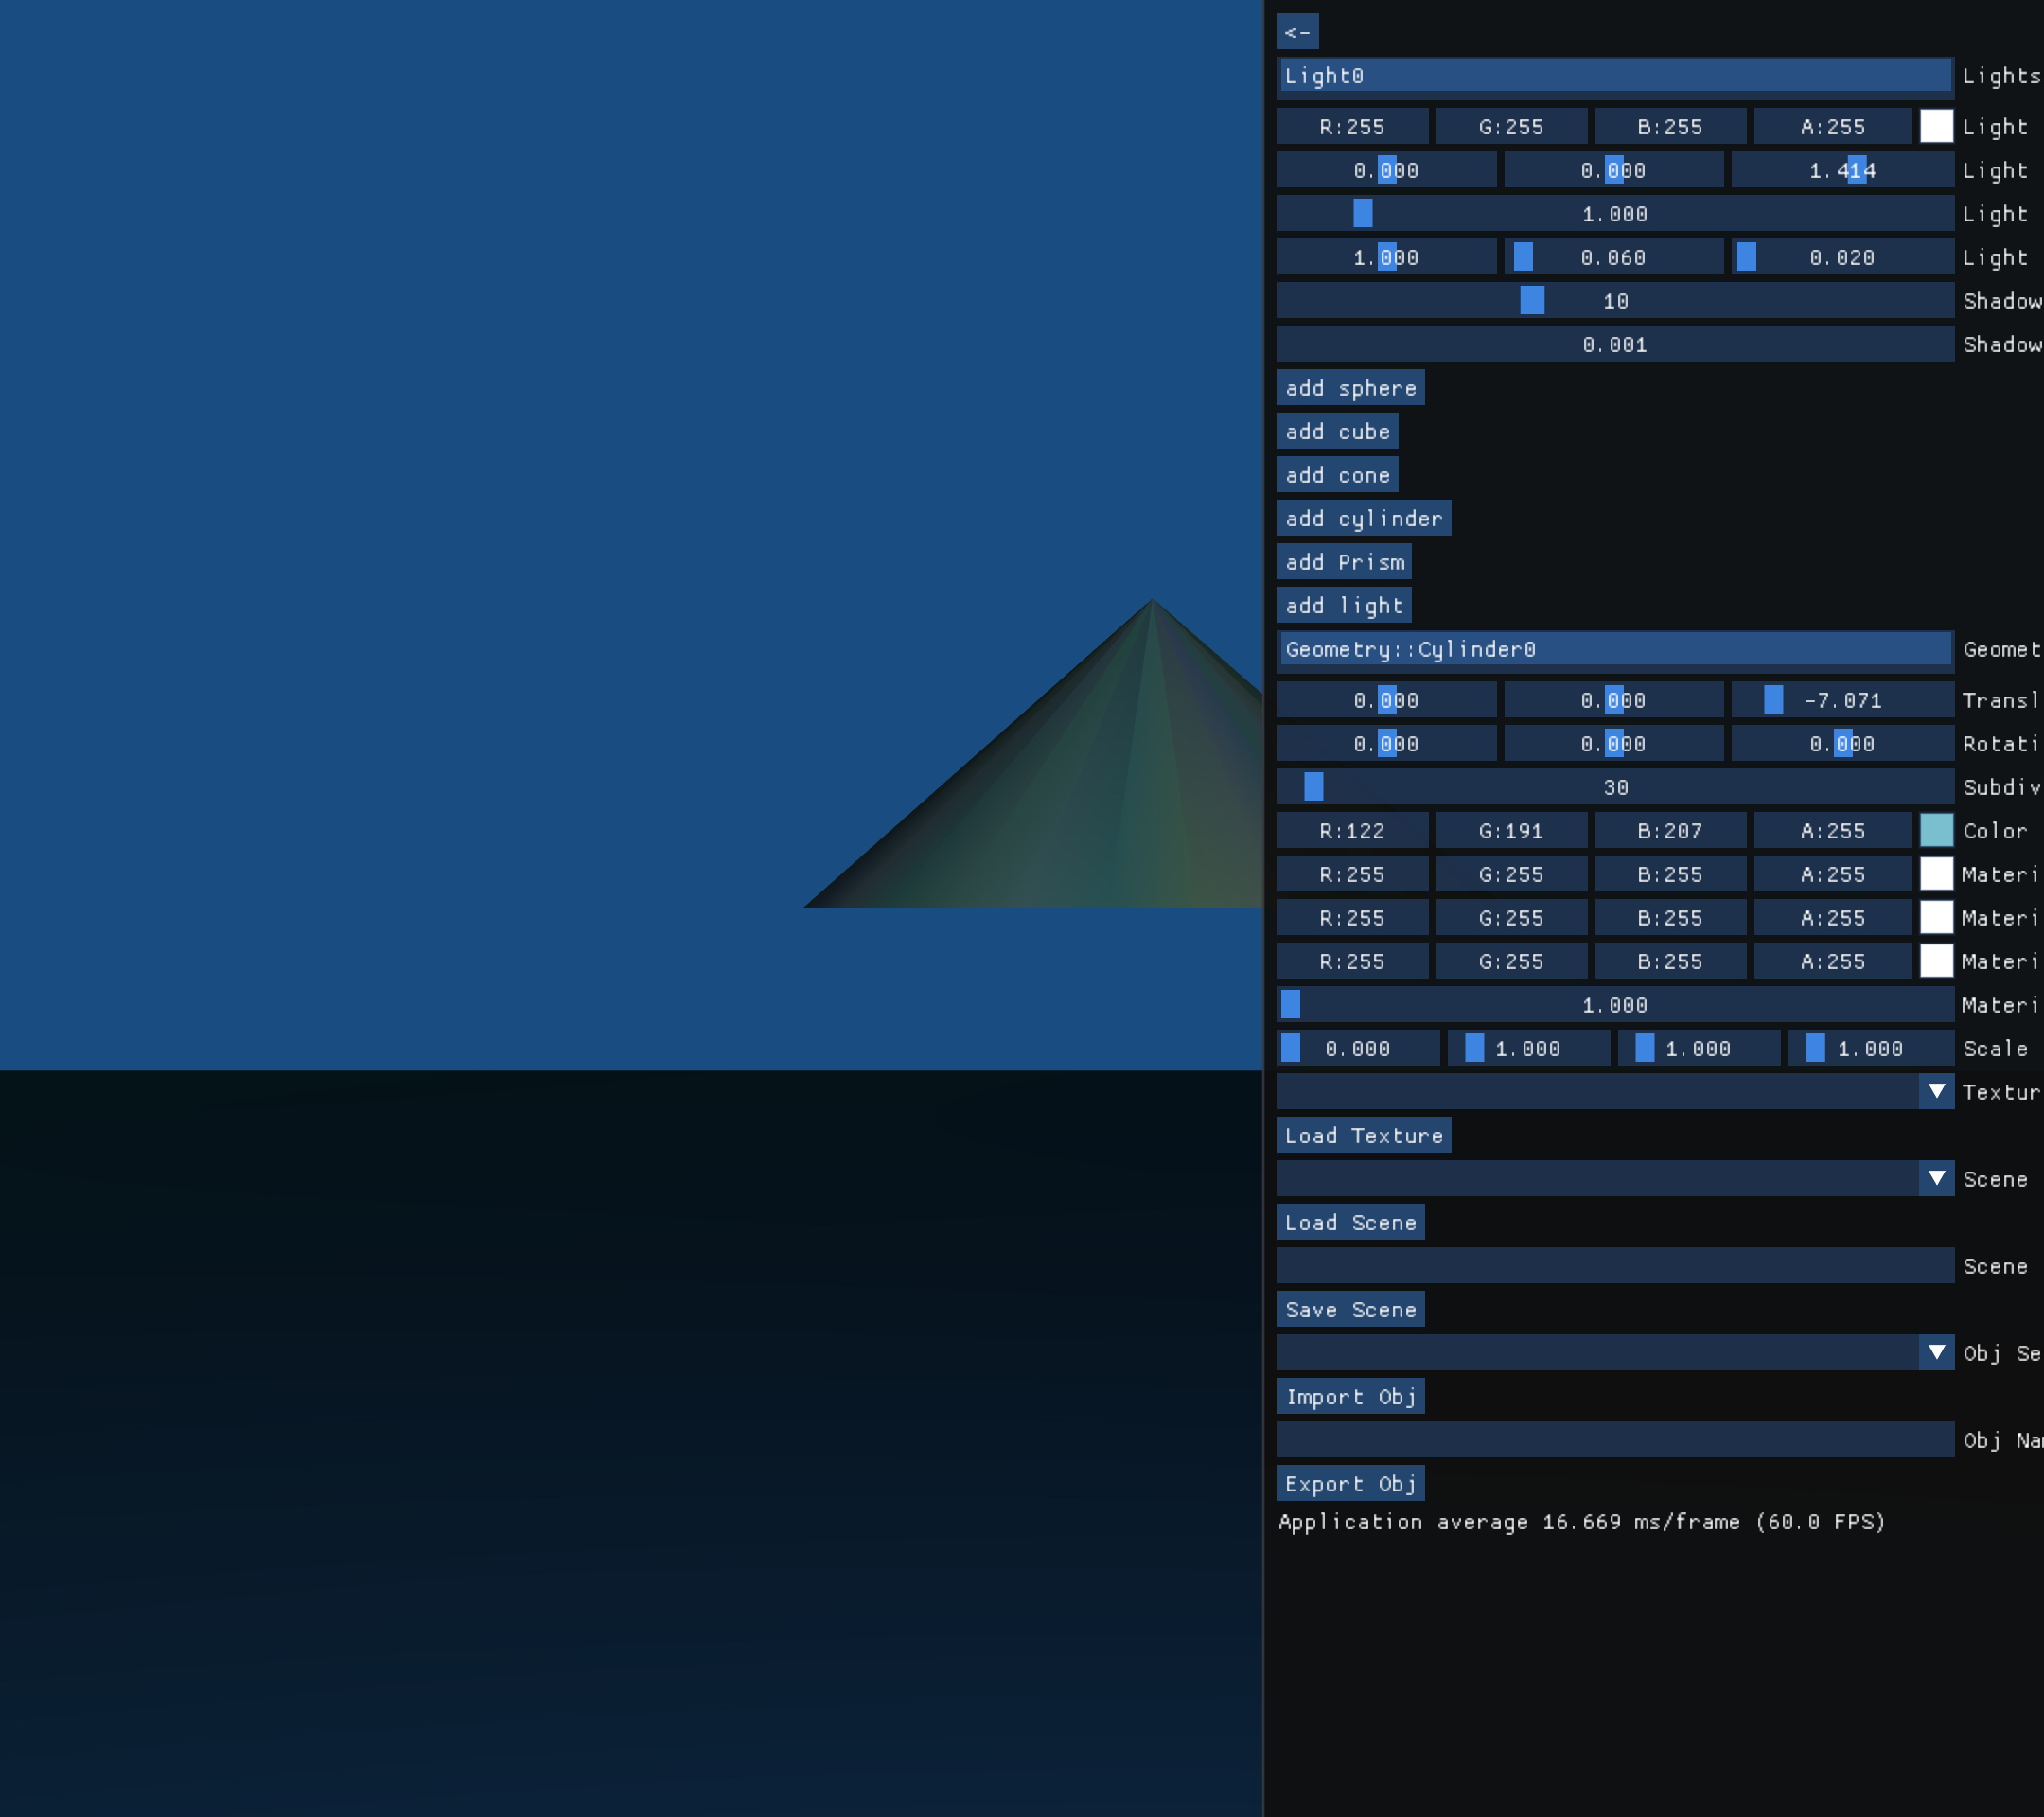 <-
Light0 Lights
R:255 G:255 B:255 A:255 Light
0.000 0.000 1.414 Light
1.000 Light
1.000 0.060 0.020 Light
10 Shadow
0.001 Shadow
add sphere
add cube
add cone
add cylinder
add Prism
add light
Geometry::Cylinder0 Geomet
0.000 0.000 -7.071 Transl
0.000 0.000 0.000 Rotati
30 Subdiv
R:122 G:191 B:207 A:255 Color
R:255 G:255 B:255 A:255 Materi
R:255 G:255 B:255 A:255 Materi
R:255 G:255 B:255 A:255 Materi
1.000 Materi
0.000 1.000 1.000 1.000 Scale
Textur
Load Texture
Scene
Load Scene
Scene
Save Scene
Obj Se
Import Obj
Obj Na
Export Obj
Application average 16.669 ms/frame (60.0 FPS)